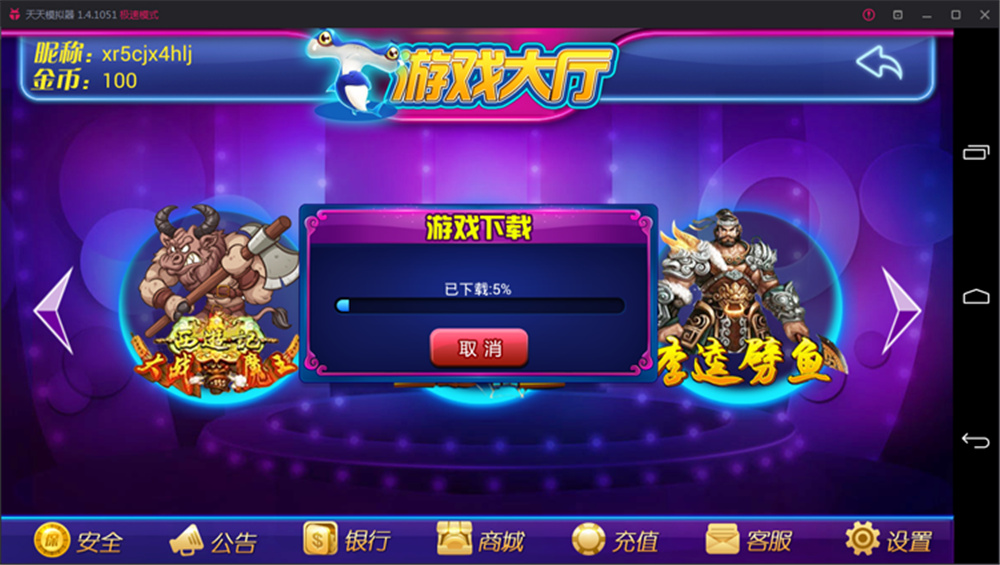 天天模拟器 1.4.1051 极速模式
昵称：xr5cjx4hlj
金币：100
游戏大厅
游戏下载
已下载:5%
取消
西游记
大战魔王
李逵劈鱼
安全
公告
银行
商城
充值
客服
设置